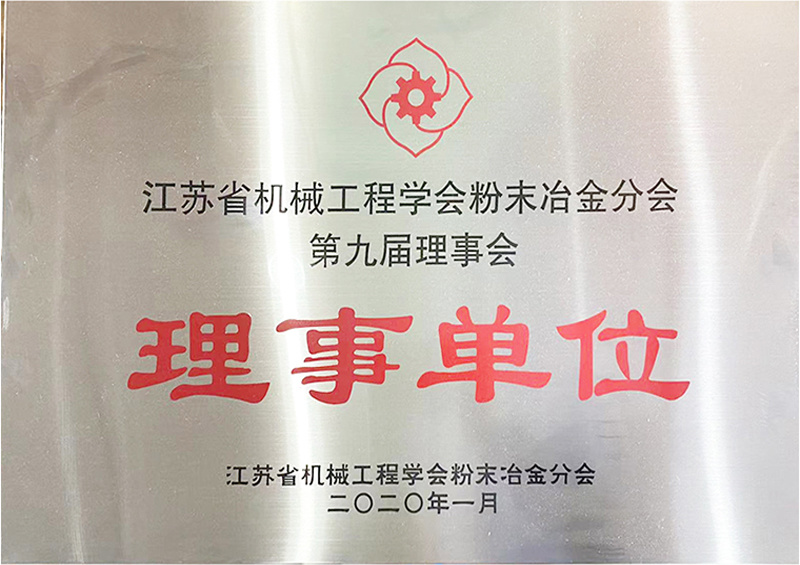 江苏省机械工程学会粉末冶金分会
第九届理事会
理事单位
江苏省机械工程学会粉末冶金分会
二〇二〇年一月